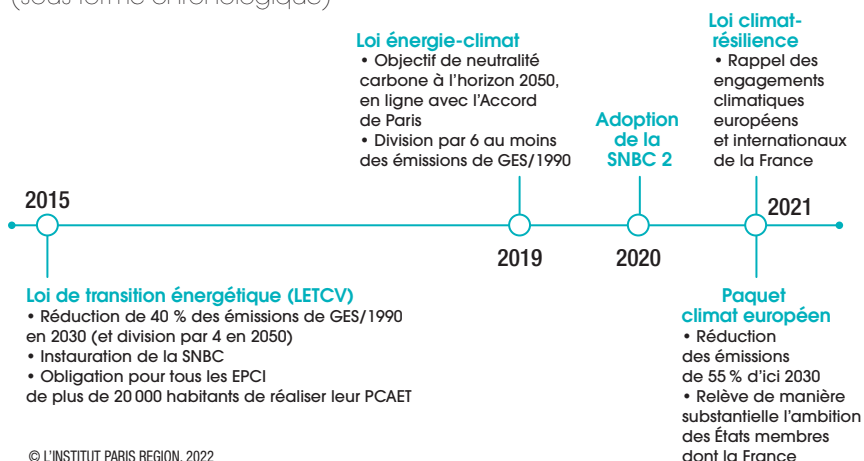 (sous forme chronologique)
Loi énergie-climat
• Objectif de neutralité
carbone à l'horizon 2050,
en ligne avec l'Accord
de Paris
• Division par 6 au moins
des émissions de GES/1990
Adoption
de la
SNBC 2
Loi climat-
résilience
• Rappel des
engagements
climatiques
européens
et internationaux
de la France
2015
2019
2020
2021
Loi de transition énergétique (LETCV)
• Réduction de 40 % des émissions de GES/1990
en 2030 (et division par 4 en 2050)
• Instauration de la SNBC
• Obligation pour tous les EPCI
de plus de 20 000 habitants de réaliser leur PCAET
Paquet
climat européen
• Réduction
des émissions
de 55 % d'ici 2030
• Relève de manière
substantielle l'ambition
des États membres
dont la France
© L'INSTITUT PARIS REGION, 2022